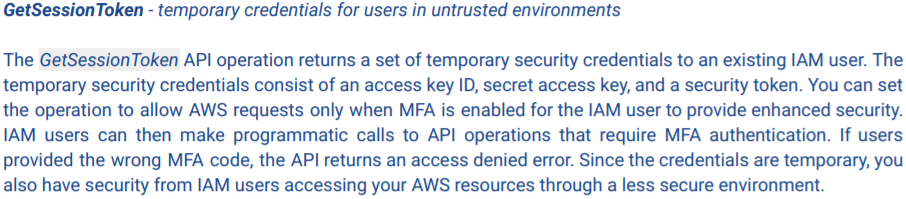 GetSessionToken - temporary credentials for users in untrusted environments
The GetSessionToken API operation returns a set of temporary security credentials to an existing IAM user. The
temporary security credentials consist of an access key ID, secret access key, and a security token. You can set
the operation to allow AWS requests only when MFA is enabled for the IAM user to provide enhanced security.
IAM users can then make programmatic calls to API operations that require MFA authentication. If users
provided the wrong MFA code, the API returns an access denied error. Since the credentials are temporary, you
also have security from IAM users accessing your AWS resources through a less secure environment.